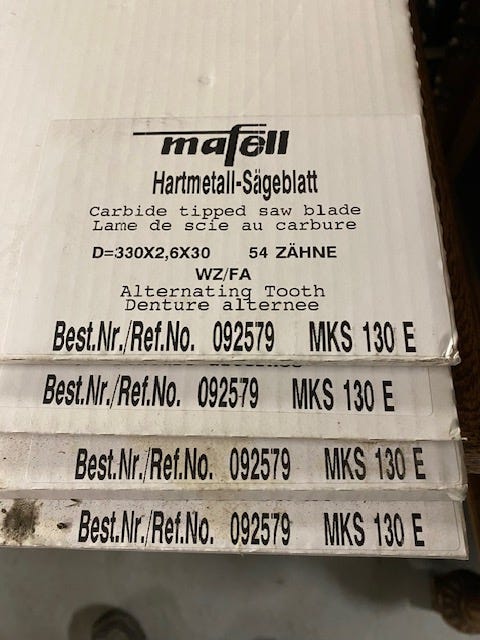 mafell
Hartmetall-Sägeblatt
Carbide tipped saw blade
Lame de scie au carbure
D=330X2,6X30 54 ZÄHNE
WZ/FA
Alternating Tooth
Denture alternee
Best.Nr./Ref.No. 092579 MKS 130 E
Best.Nr./Ref.No. 092579 MKS 130 E
Best.Nr./Ref.No. 092579 MKS 130 E
Best.Nr./Ref.No. 092579 MKS 130 E